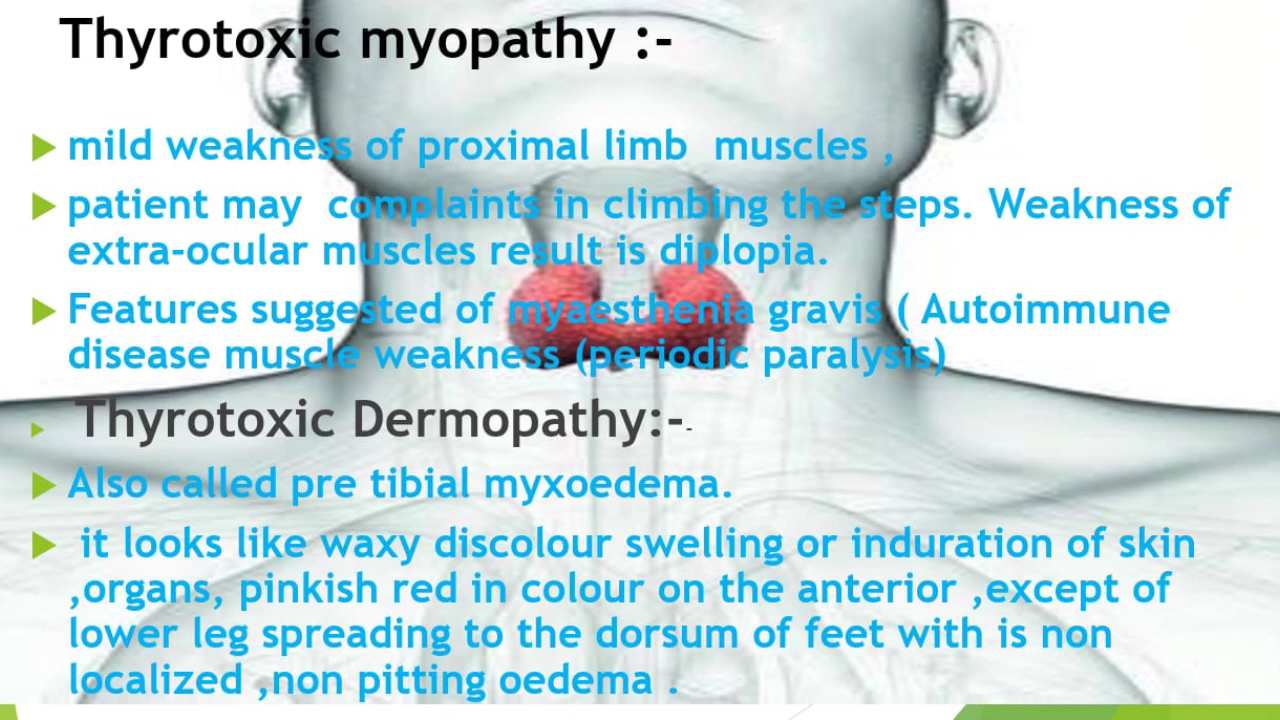 Thyrotoxic myopathy :-
mild weakness of proximal limb muscles ,
patient may complaints in climbing the steps. Weakness of
extra-ocular muscles result is diplopia.
Features suggested of myaesthenia gravis ( Autoimmune
disease muscle weakness (periodic paralysis)
Thyrotoxic Dermopathy:--
Also called pre tibial myxoedema.
it looks like waxy discolour swelling or induration of skin
,organs, pinkish red in colour on the anterior ,except of
lower leg spreading to the dorsum of feet with is non
localized ,non pitting oedema .